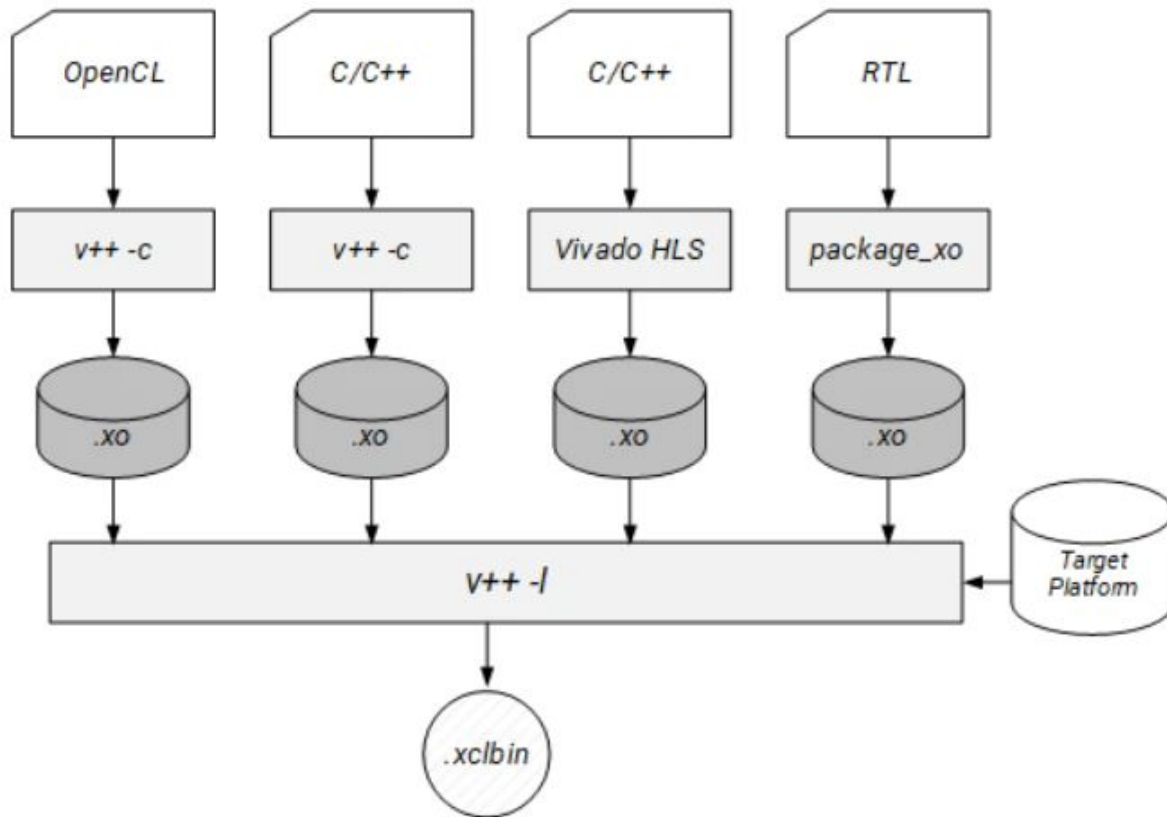 OpenCL
C/C++
C/C++
RTL
v++ -c
v++ -c
Vivado HLS
package_xo
.xo
.xo
.xo
.xo
Target
Platform
v++ -l
.xclbin